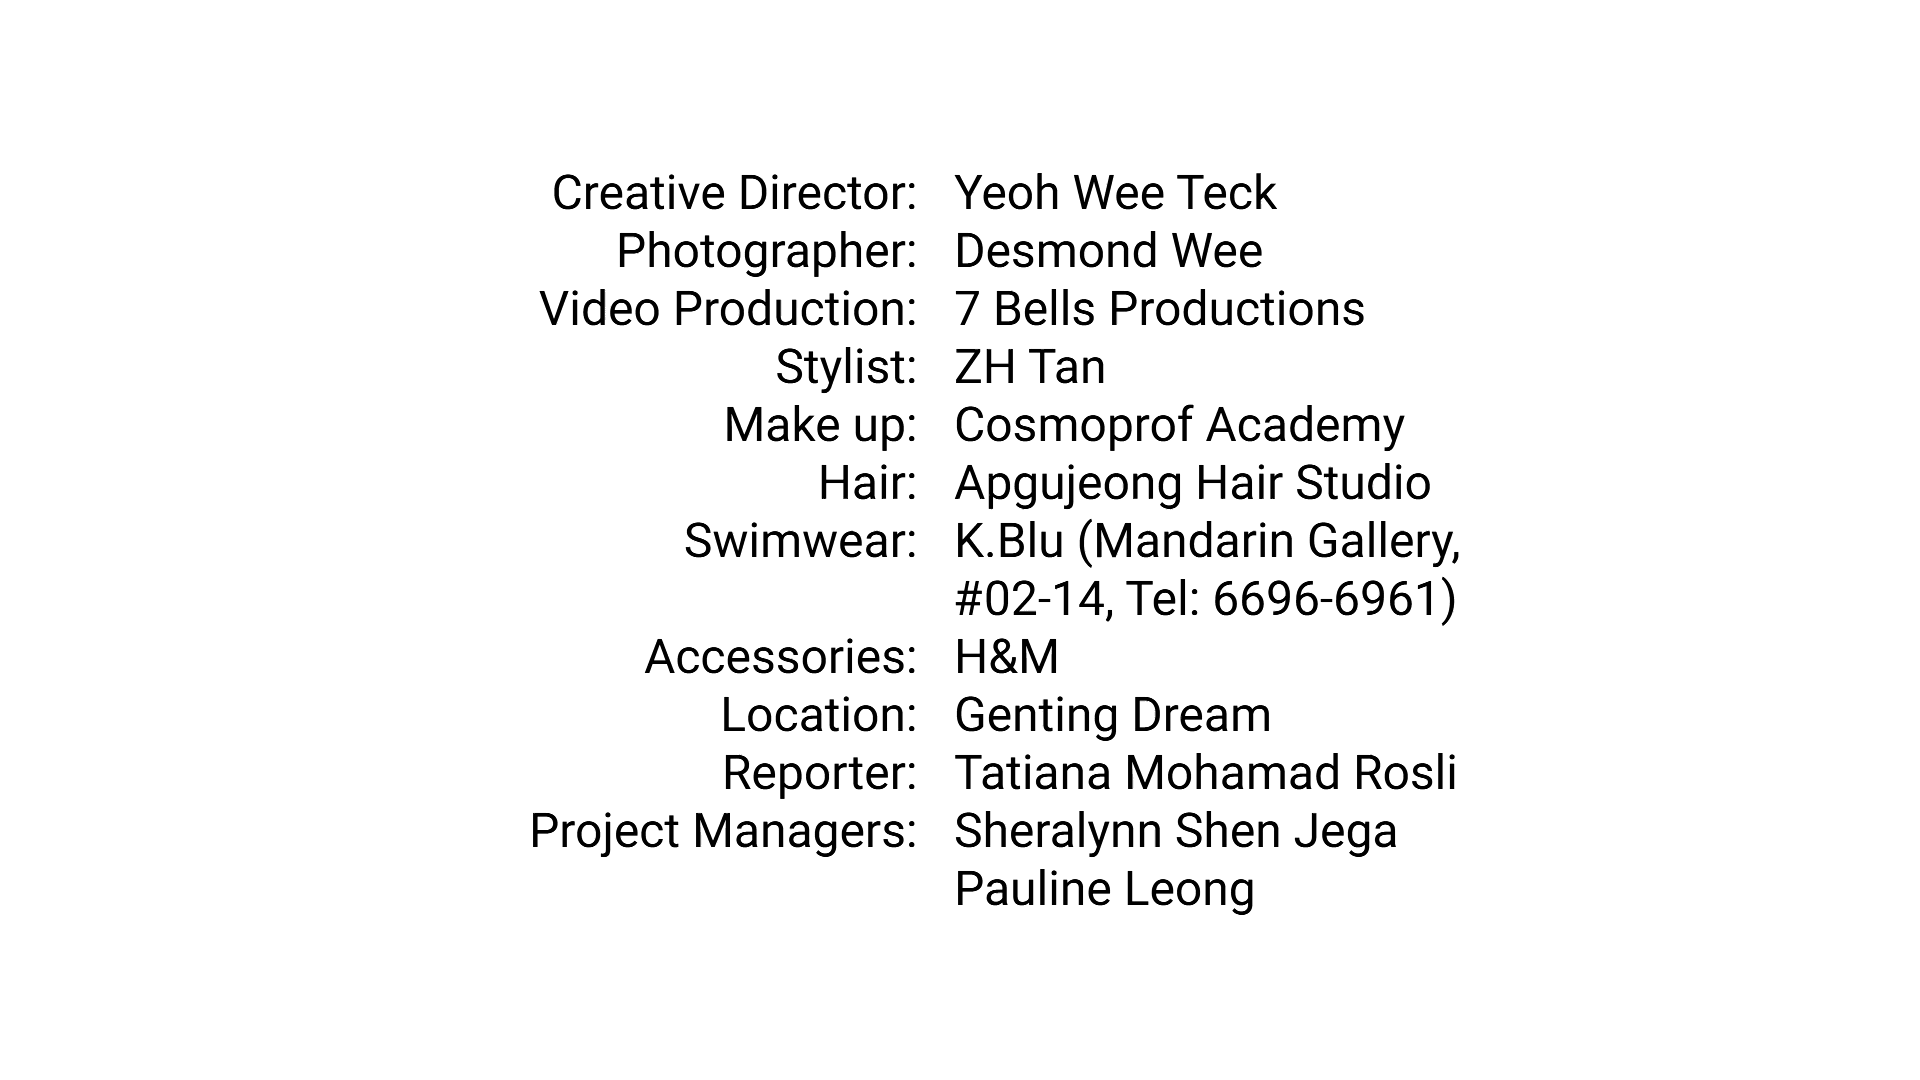 Creative Director: Yeoh Wee Teck
Photographer: Desmond Wee
Video Production: 7 Bells Productions
Stylist: ZH Tan
Make up: Cosmoprof Academy
Hair: Apgujeong Hair Studio
Swimwear: K.Blu (Mandarin Gallery,
#02-14, Tel: 6696-6961)
Accessories: H&M
Location: Genting Dream
Reporter: Tatiana Mohamad Rosli
Project Managers: Sheralynn Shen Jega
Pauline Leong